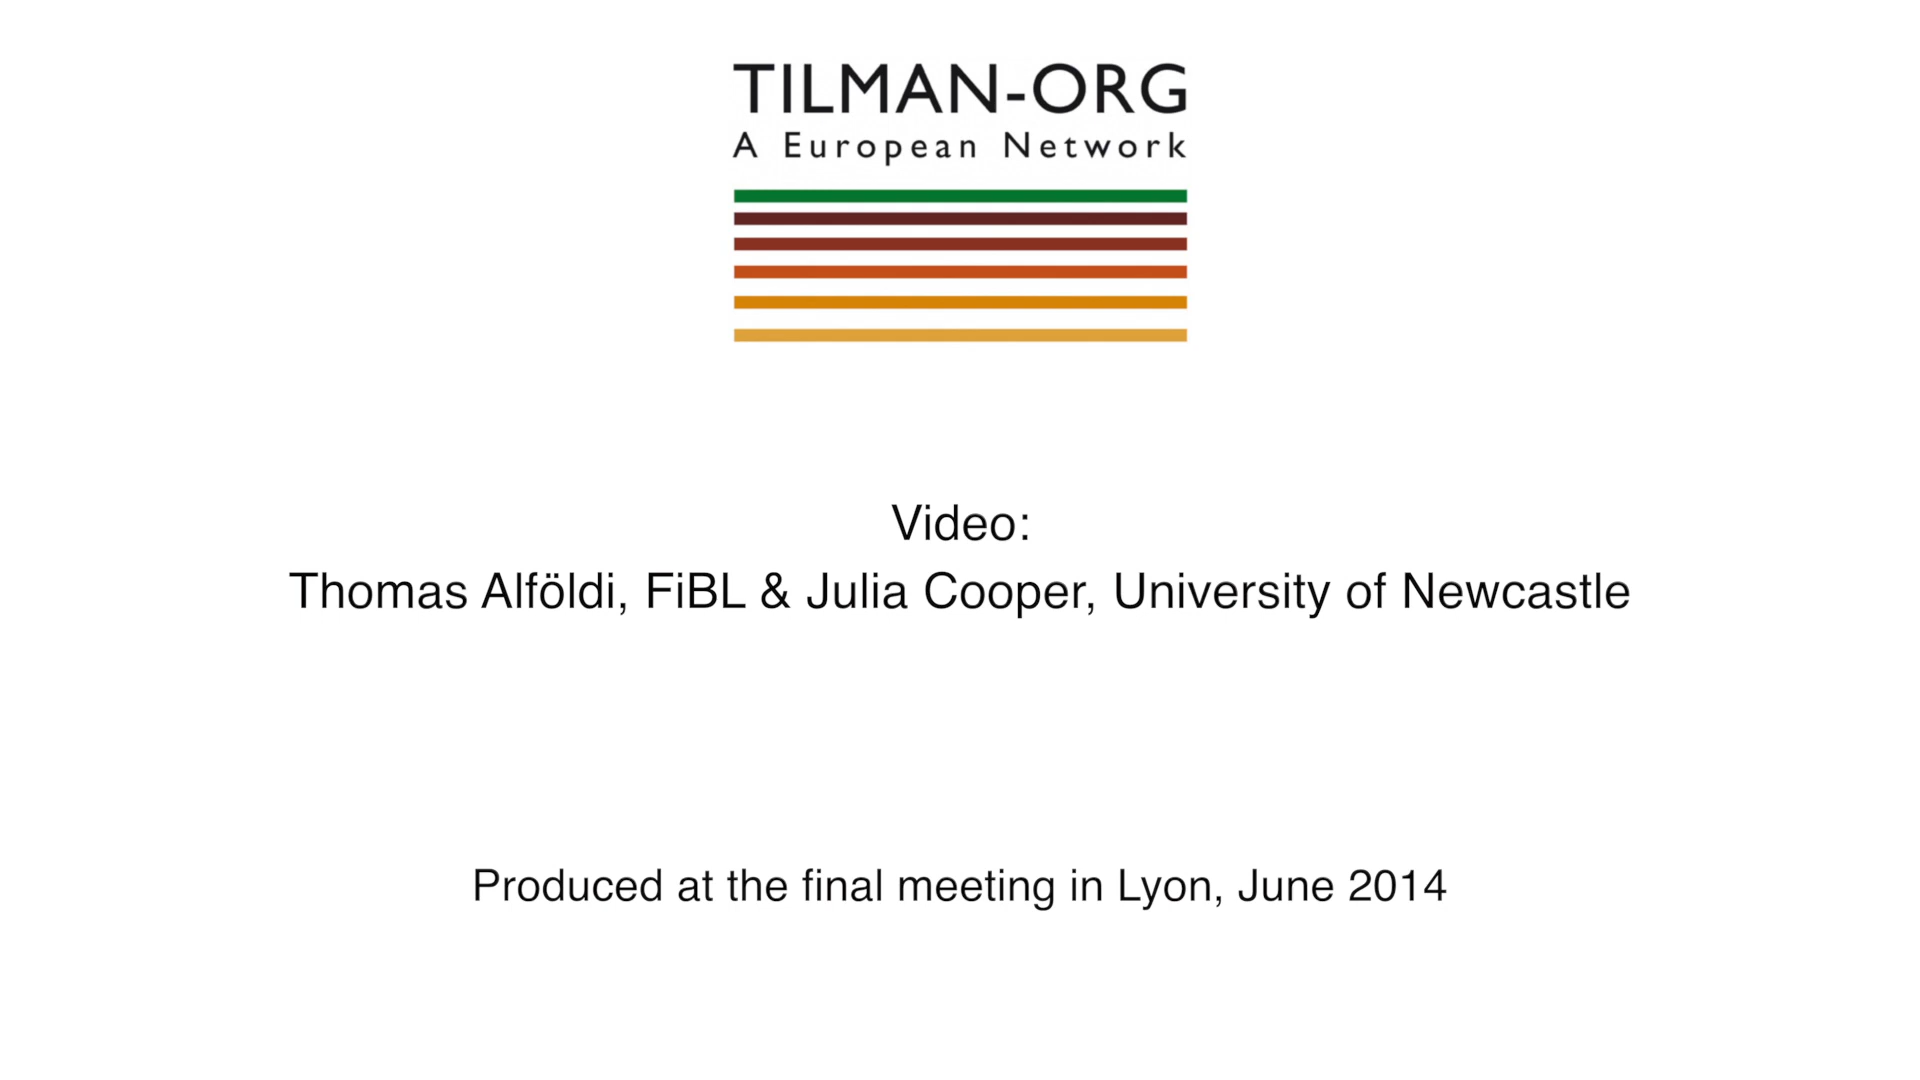 TILMAN-ORG
A European Network
Video:
Thomas Alföldi, FiBL & Julia Cooper, University of Newcastle
Produced at the final meeting in Lyon, June 2014